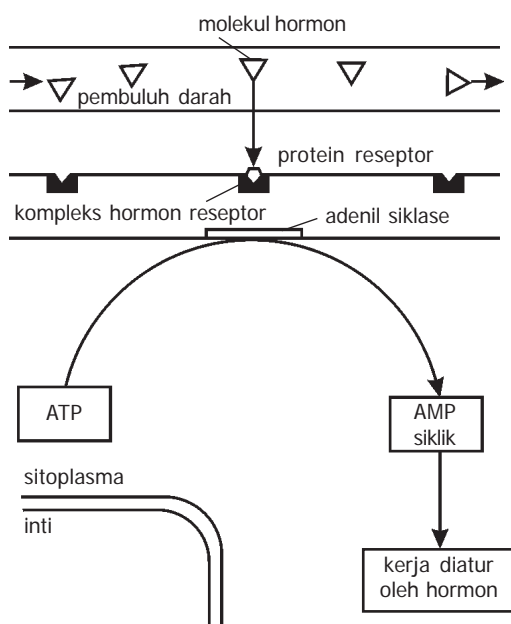 molekul hormon
pembuluh darah
protein reseptor
kompleks hormon reseptor
adenil siklase
ATP
AMP
siklik
sitoplasma
inti
kerja diatur
oleh hormon